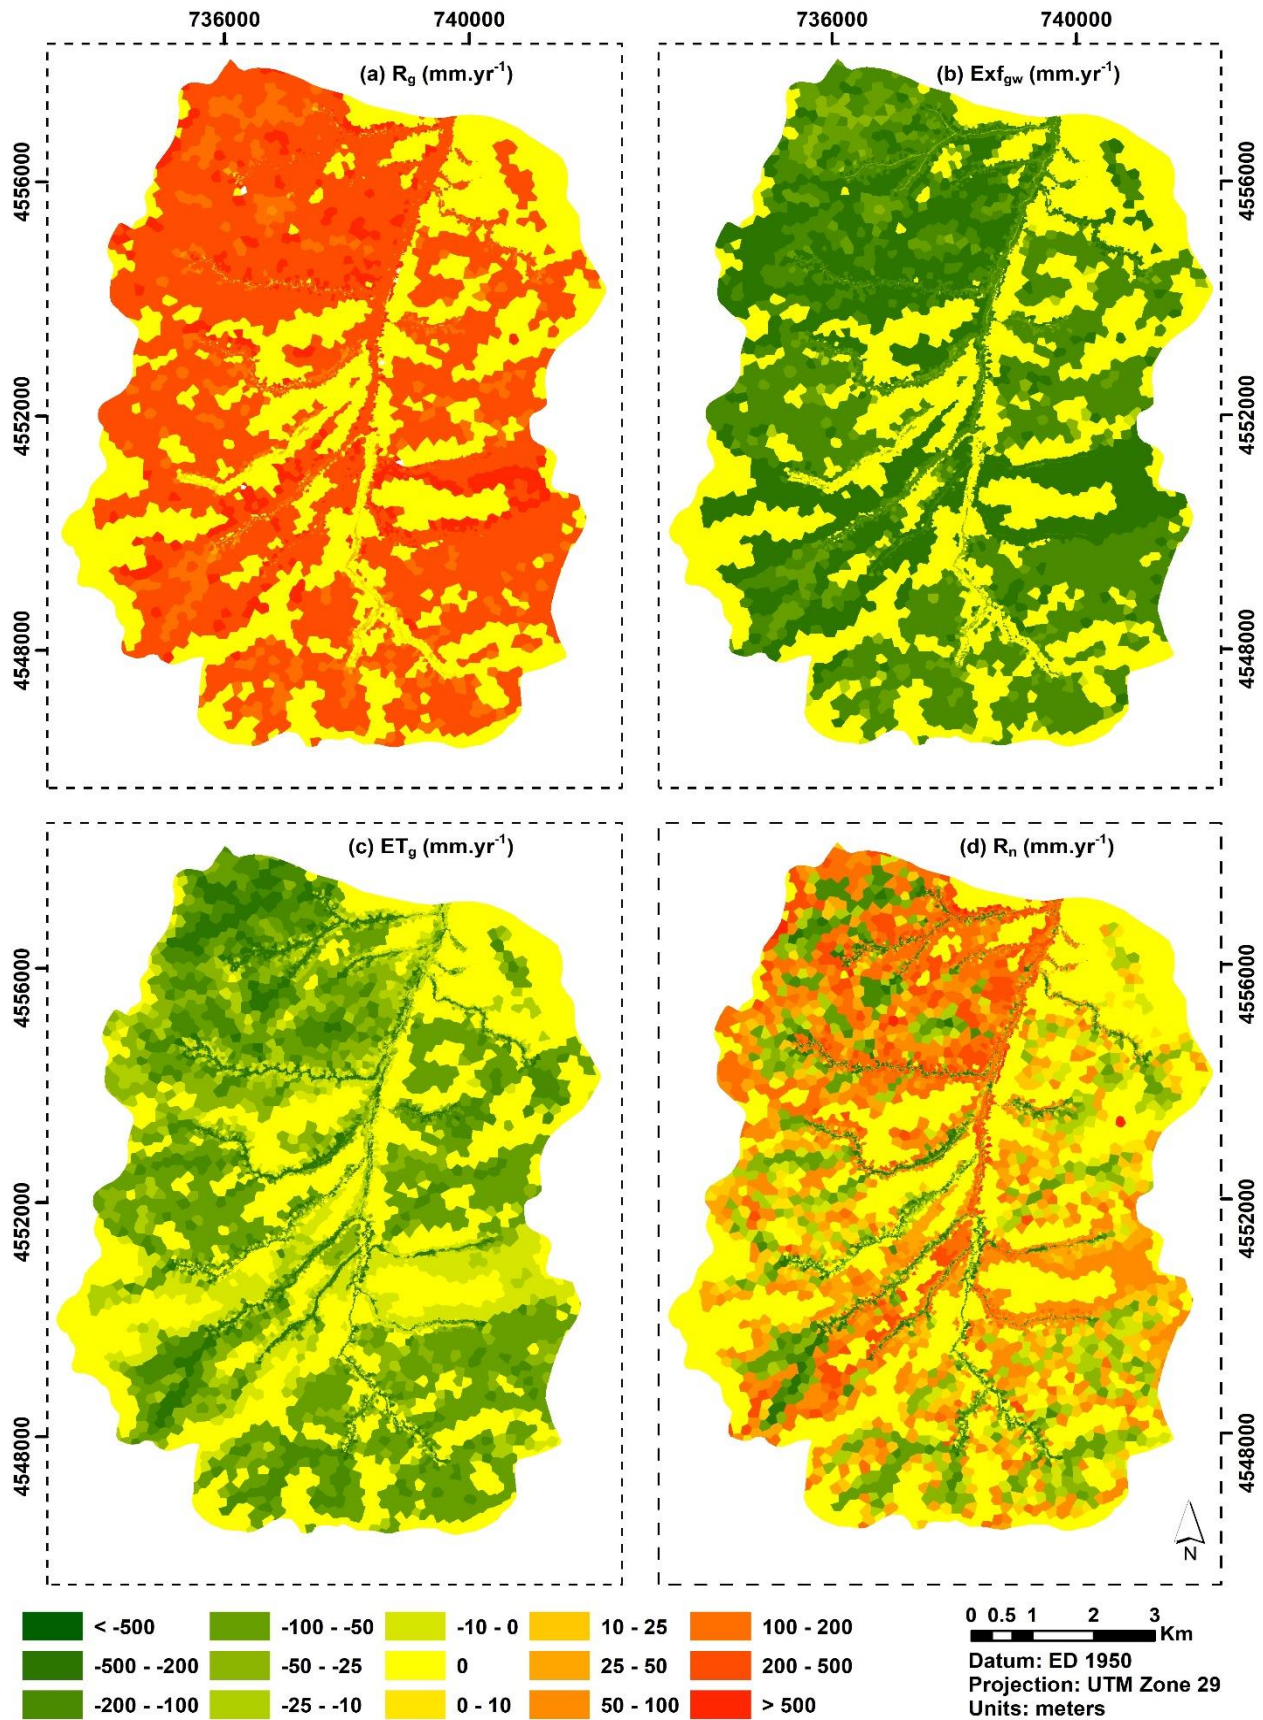 736000 740000 736000 740000
(a) Rg (mm.yr-1)
(b) Exfgw (mm.yr-1)
4556000 4556000
4552000 4552000
4548000 4548000
(c) ETg (mm.yr-1)
(d) Rn (mm.yr-1)
4556000 4556000
4552000 4552000
4548000 4548000
N
< -500 -100 - -50 -10 - 0 10 - 25 100 - 200
-500 - -200 -50 - -25 0 25 - 50 200 - 500
-200 - -100 -25 - -10 0 - 10 50 - 100 > 500
0 0.5 1 2 3
Km
Datum: ED 1950
Projection: UTM Zone 29
Units: meters